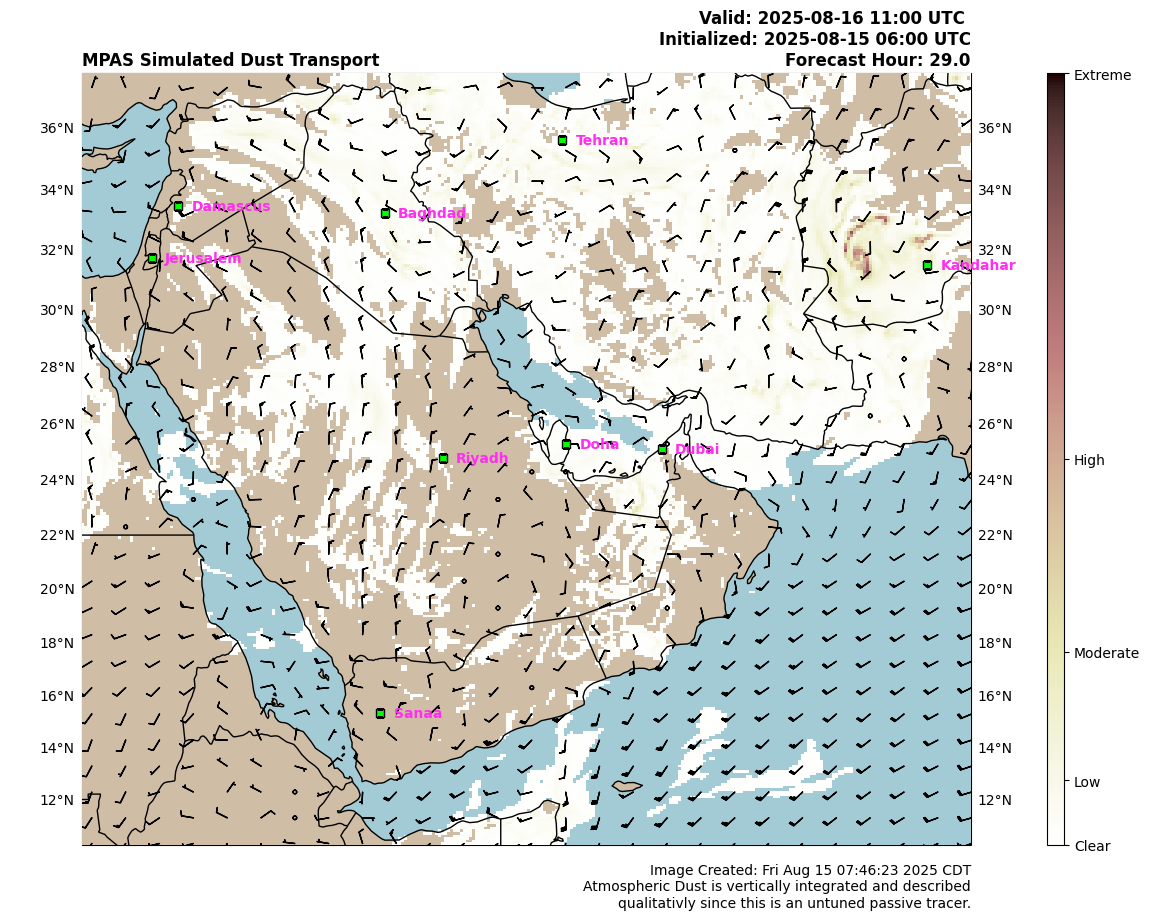 Valid: 2025-08-16 11:00 UTC
Initialized: 2025-08-15 06:00 UTC
MPAS Simulated Dust Transport
Forecast Hour: 29.0
Extreme
36°N
36°N
Tehran
34°N
34°N
Damascus
Baghdad
32°N
32°N
Jerusalem
Kandahar
30°N
30°N
28°N
28°N
26°N
26°N
Doha
Dubai
Riyadh
High
24°N
24°N
22°N
22°N
20°N
20°N
18°N
18°N
Moderate
16°N
16°N
Sanaa
14°N
14°N
Low
12°N
12°N
Clear
Image Created: Fri Aug 15 07:46:23 2025 CDT
Atmospheric Dust is vertically integrated and described
qualitativly since this is an untuned passive tracer.